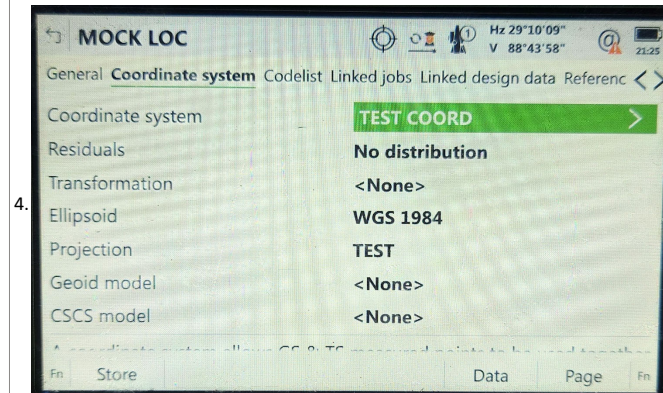 MOCK LOC
1
Hz 29°10'09"
V 88°43'58"
21:25
General Coordinate system Codelist Linked jobs Linked design data Referenc
Coordinate system TEST COORD
Residuals No distribution
Transformation <None>
4.
Ellipsoid WGS 1984
Projection TEST
Geoid model <None>
CSCS model <None>
Fn Store Data Page Fn